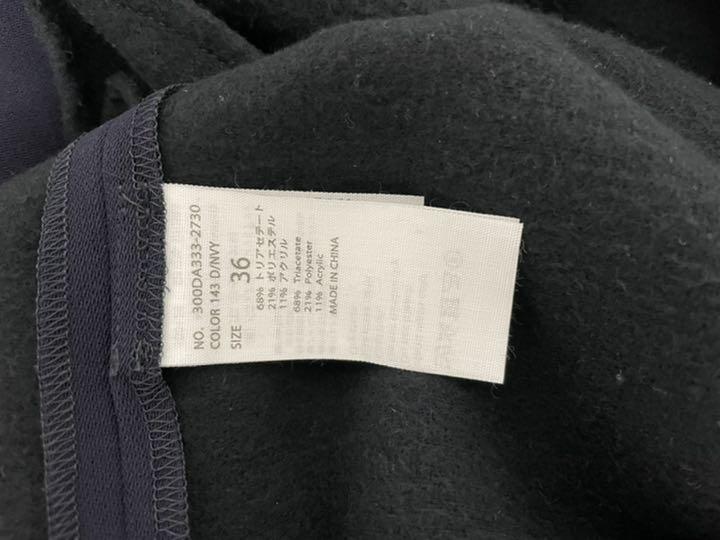 NO. 300DA333-2730
COLOR 143 D/NVY
SIZE 36
68% トリアセテート
21% ポリエステル
11% アクリル
68% Triacetate
21% Polyester
11% Acrylic
MADE IN CHINA